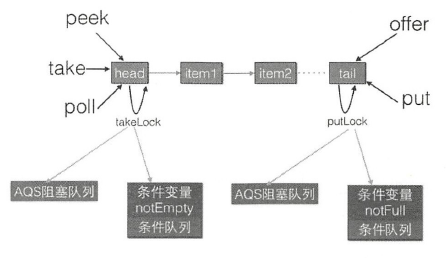 peek
offer
take
head
item1
item2
tail
poll
put
takeLock
putLock
AQS阻塞队列
条件变量
notEmpty
条件队列
AQS阻塞队列
条件变量
notFull
条件队列